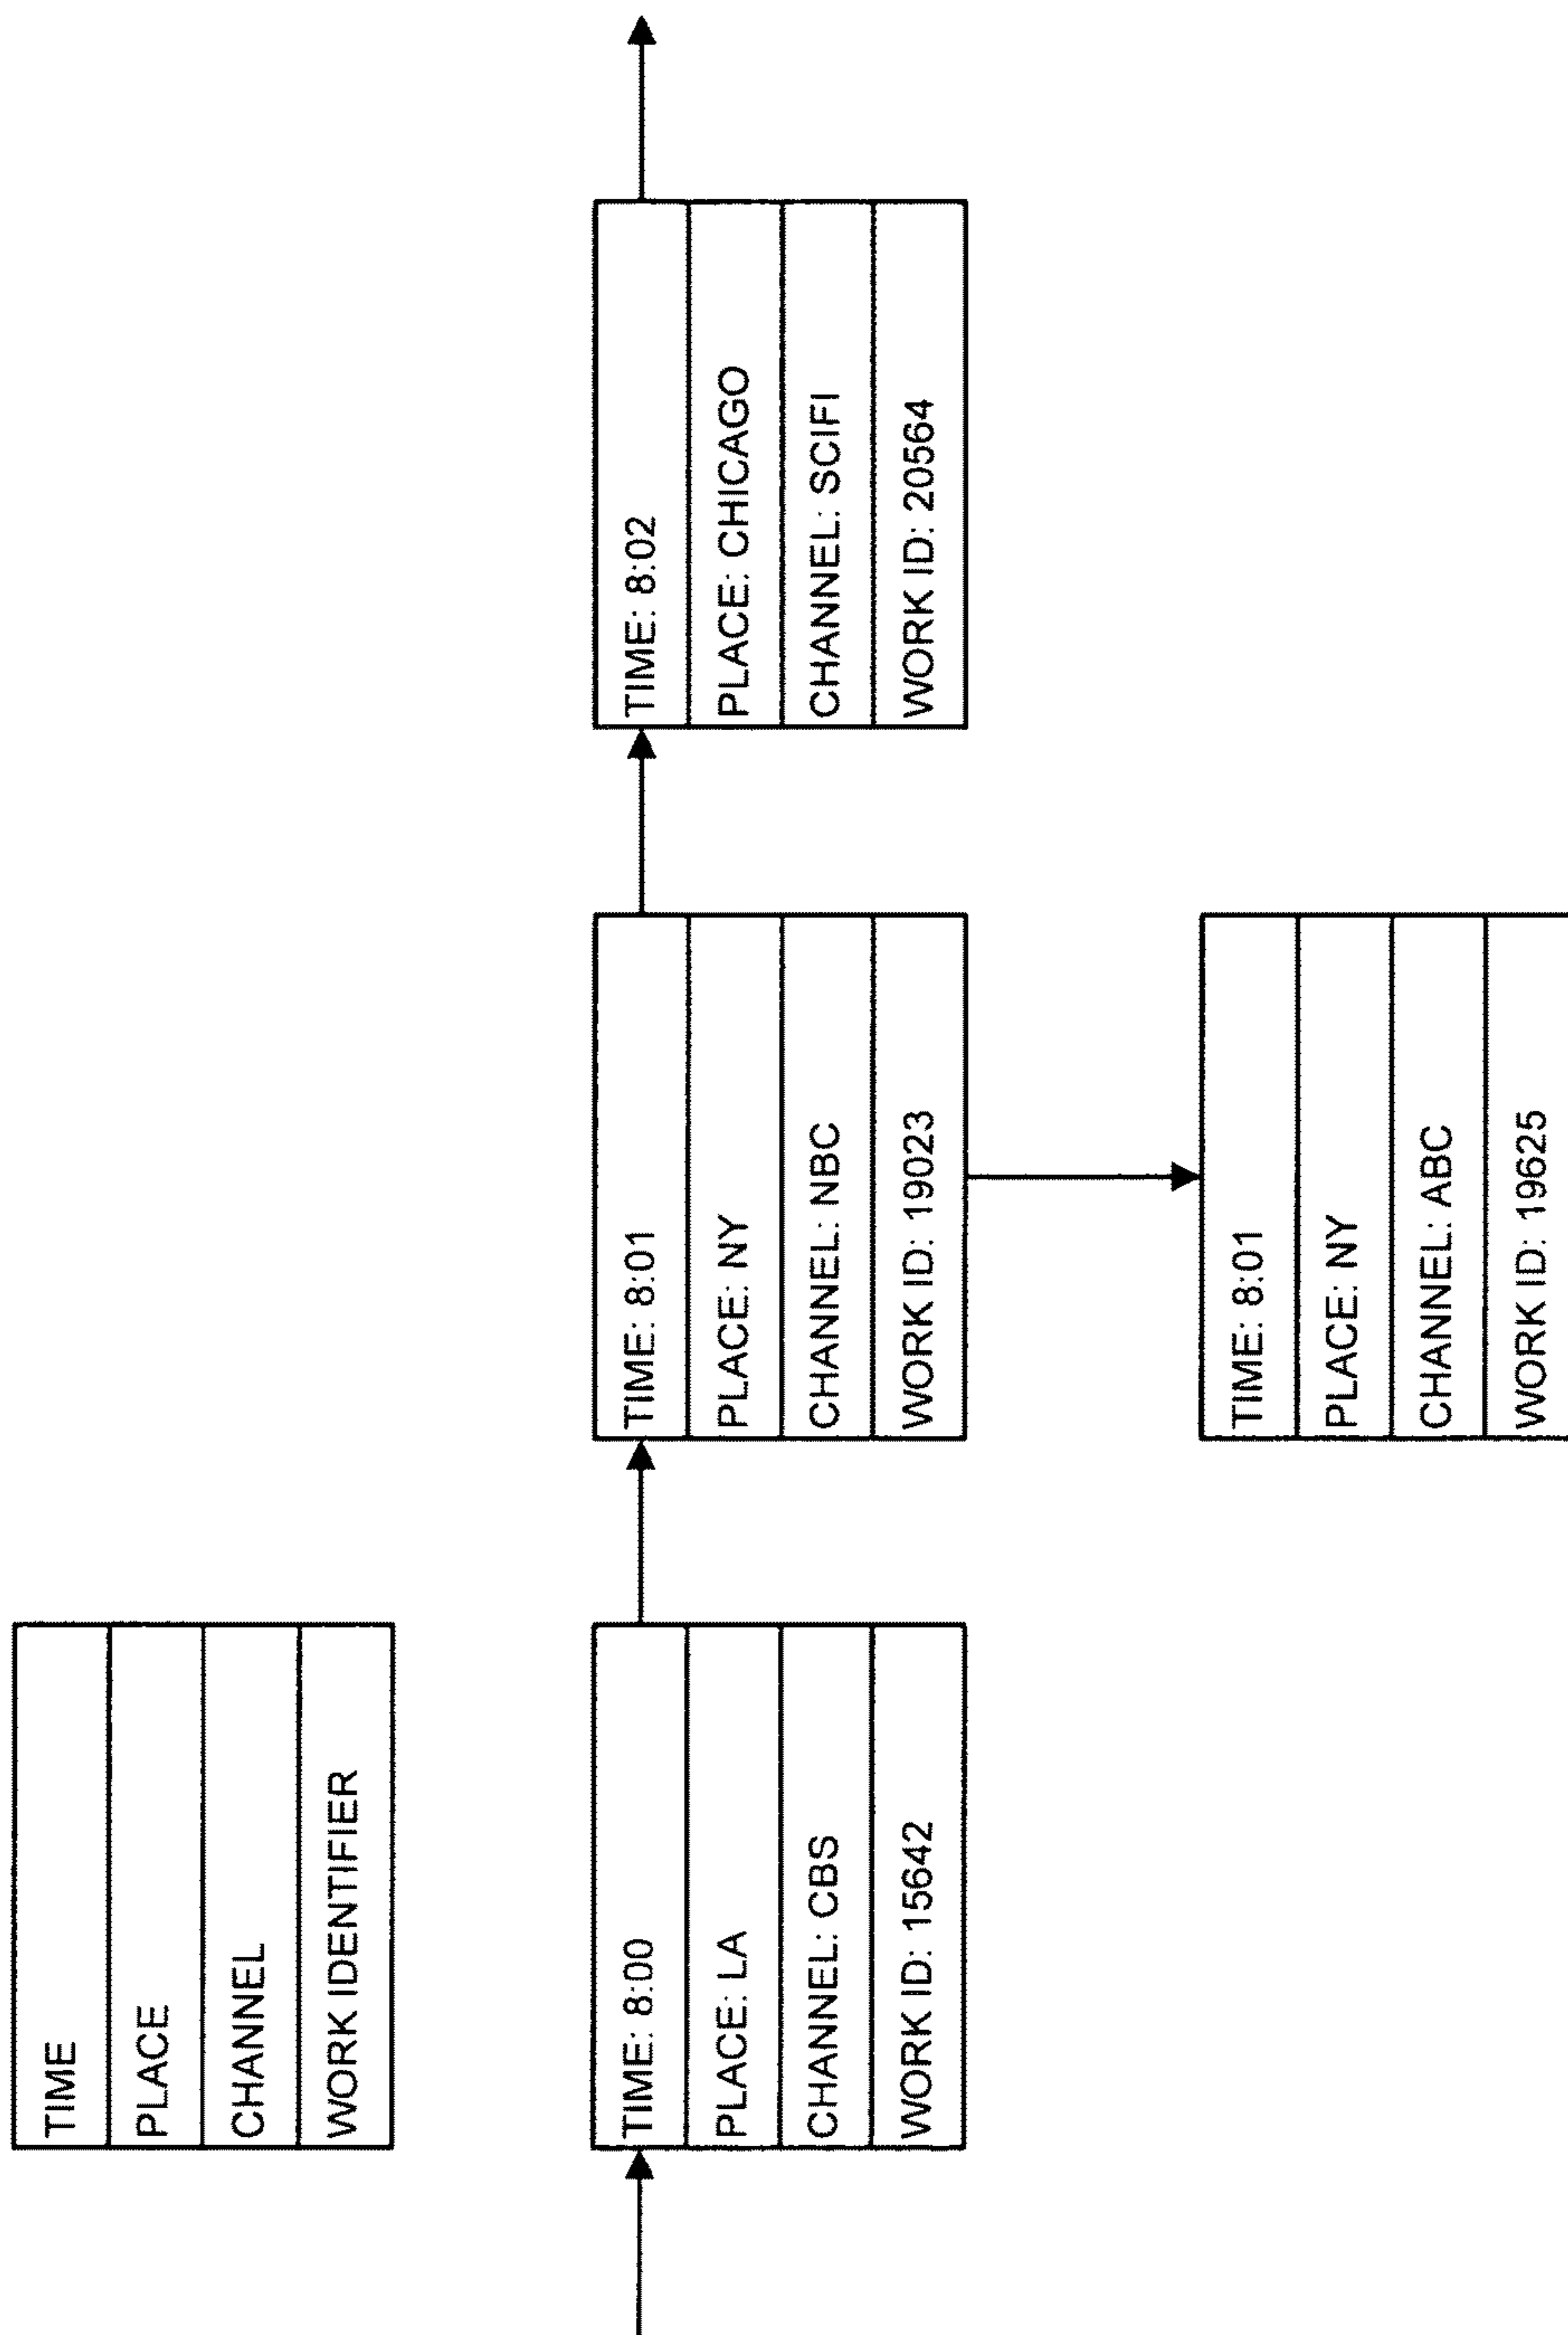 TIME
PLACE
CHANNEL
WORK IDENTIFIER
TIME: 8:00
PLACE: LA
CHANNEL: CBS
WORK ID: 15642
TIME: 8:01
PLACE: NY
CHANNEL: NBC
WORK ID: 19023
TIME: 8:02
PLACE: CHICAGO
CHANNEL: SCIFI
WORK ID: 20564
TIME: 8:01
PLACE: NY
CHANNEL: ABC
WORK ID: 19625